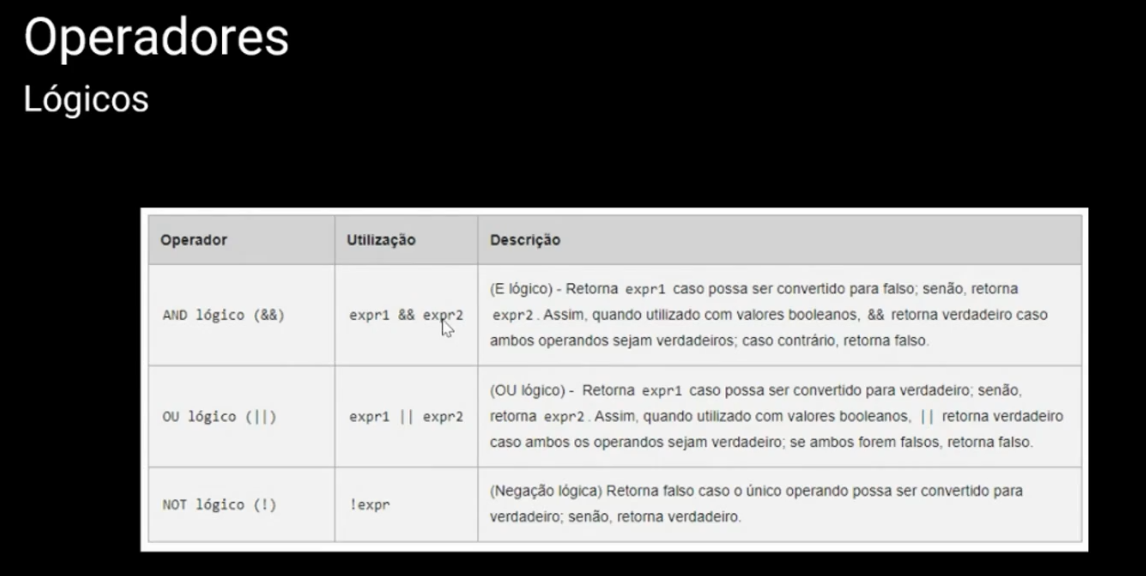 Operadores
Lógicos
Operador Utilização Descrição
AND lógico (&&) expr1 && expr2 (E lógico) - Retorna expr1 caso possa ser convertido para falso; senão, retorna
expr2. Assim, quando utilizado com valores booleanos, && retorna verdadeiro caso
ambos operandos sejam verdadeiros; caso contrário, retorna falso.
OU lógico (||) expr1 || expr2 (OU lógico) - Retorna expr1 caso possa ser convertido para verdadeiro; senão,
retorna expr2. Assim, quando utilizado com valores booleanos, || retorna verdadeiro
caso ambos os operandos sejam verdadeiro; se ambos forem falsos, retorna falso.
NOT lógico (!) !expr (Negação lógica) Retorna falso caso o único operando possa ser convertido para
verdadeiro; senão, retorna verdadeiro.